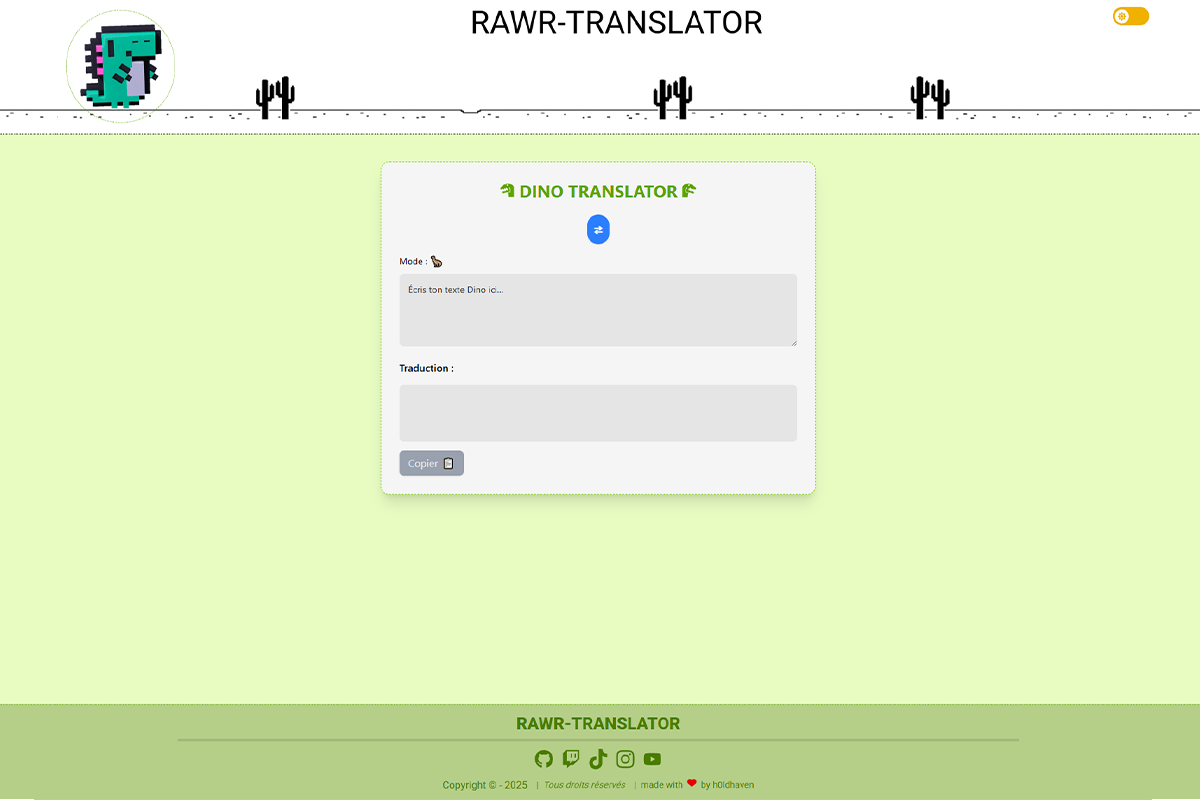 RAWR-TRANSLATOR
DINO TRANSLATOR
Mode :
Écris ton texte Dino ici...
Traduction :
Copier
RAWR-TRANSLATOR
Copyright © - 2025 | Tous droits réservés | made with ❤ by h0ldhaven